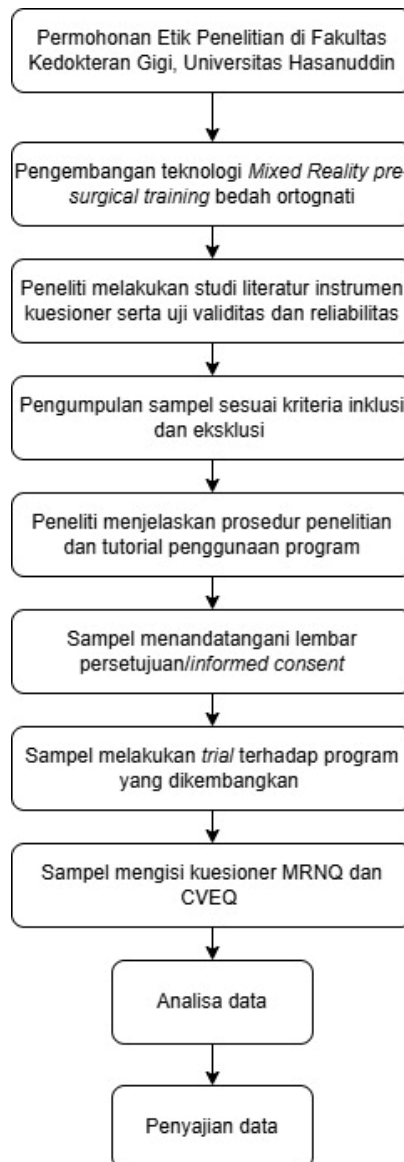 Permohonan Etik Penelitian di Fakultas
Kedokteran Gigi, Universitas Hasanuddin
Pengembangan teknologi Mixed Reality pre-
surgical training bedah ortognati
Peneliti melakukan studi literatur instrumen
kuesioner serta uji validitas dan reliabilitas
Pengumpulan sampel sesuai kriteria inklusi
dan eksklusi
Peneliti menjelaskan prosedur penelitian
dan tutorial penggunaan program
Sampel menandatangani lembar
persetujuan/informed consent
Sampel melakukan trial terhadap program
yang dikembangkan
Sampel mengisi kuesioner MRNQ dan
CVEQ
Analisa data
Penyajian data